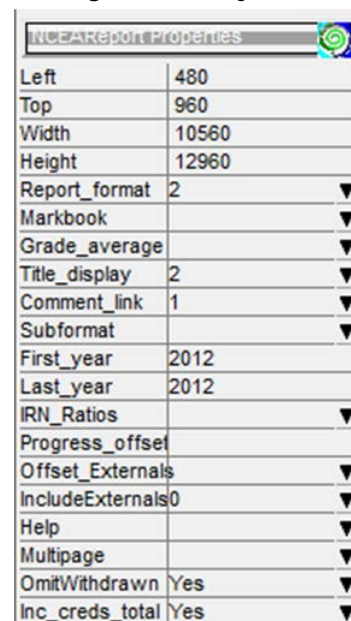 NCEAReport Properties
Left 480
Top 960
Width 10560
Height 12960
Report_format 2
Markbook
Grade_average
Title_display 2
Comment_link 1
Subformat
First_year 2012
Last_year 2012
IRN_Ratios
Progress_offset
Offset_Externals
IncludeExternals 0
Help
Multipage
OmitWithdrawn Yes
Inc_creds_total Yes